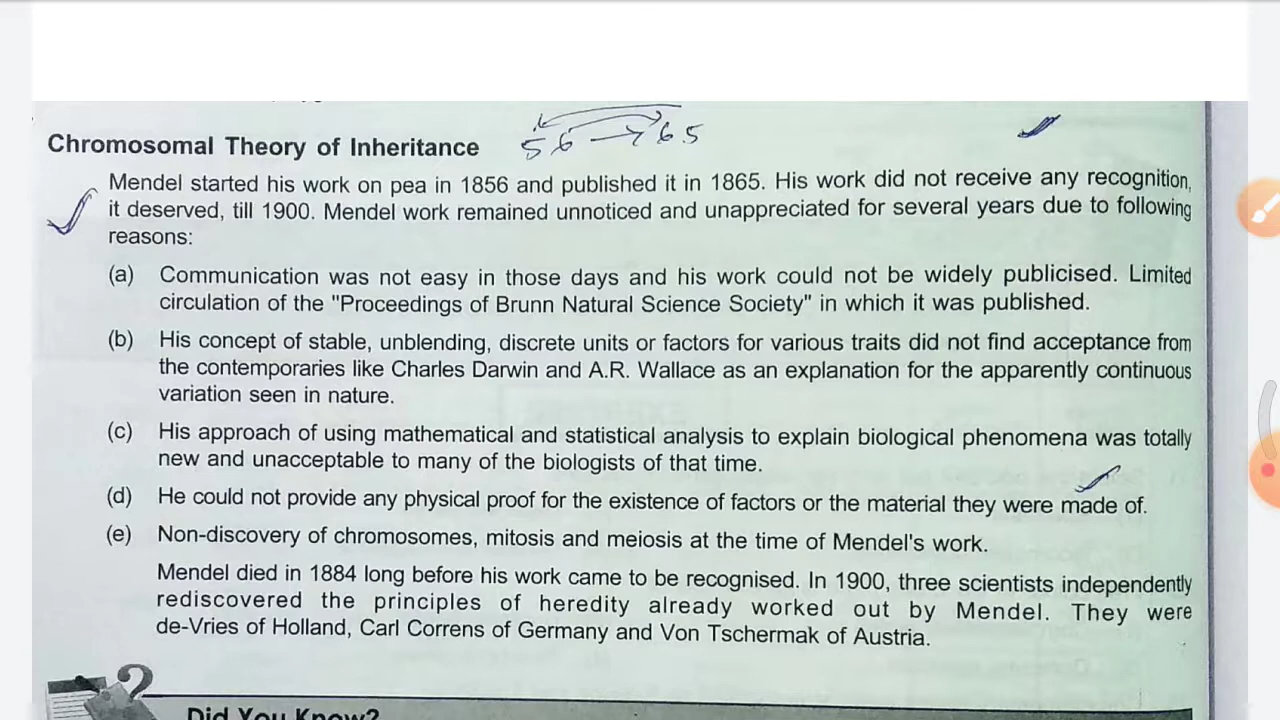 56 → 65
Chromosomal Theory of Inheritance
Mendel started his work on pea in 1856 and published it in 1865. His work did not receive any recognition,
it deserved, till 1900. Mendel work remained unnoticed and unappreciated for several years due to following
reasons:
(a) Communication was not easy in those days and his work could not be widely publicised. Limited
circulation of the "Proceedings of Brunn Natural Science Society" in which it was published.
(b) His concept of stable, unblending, discrete units or factors for various traits did not find acceptance from
the contemporaries like Charles Darwin and A.R. Wallace as an explanation for the apparently continuous
variation seen in nature.
(c) His approach of using mathematical and statistical analysis to explain biological phenomena was totally
new and unacceptable to many of the biologists of that time.
(d) He could not provide any physical proof for the existence of factors or the material they were made of.
(e) Non-discovery of chromosomes, mitosis and meiosis at the time of Mendel's work.
Mendel died in 1884 long before his work came to be recognised. In 1900, three scientists independently
rediscovered the principles of heredity already worked out by Mendel. They were
de-Vries of Holland, Carl Correns of Germany and Von Tschermak of Austria.
?
Did You Know?